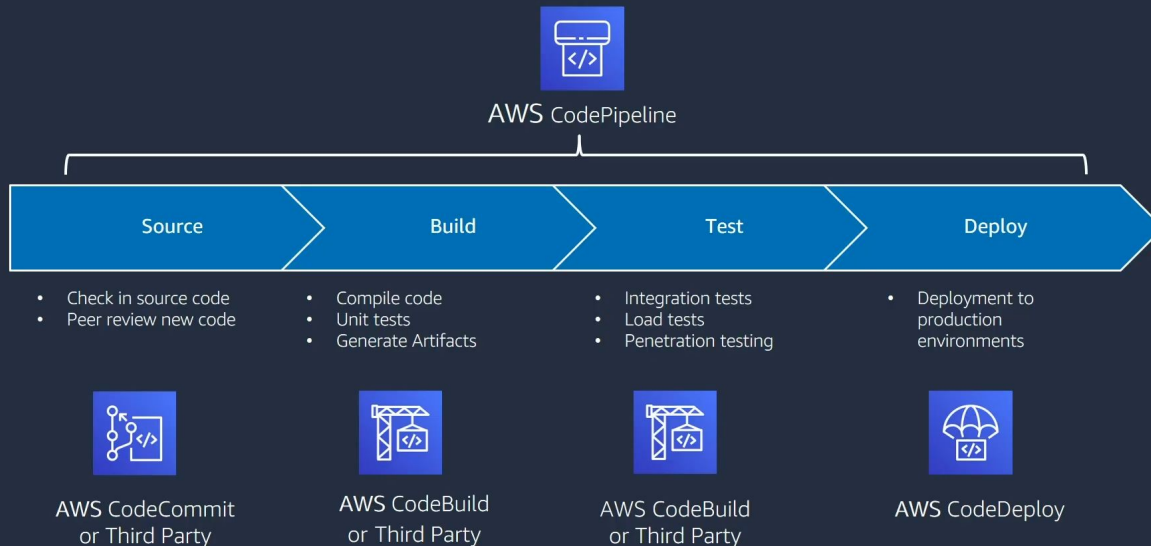 </>
AWS CodePipeline
Source
Build
Test
Deploy
• Check in source code
• Peer review new code
• Compile code
• Unit tests
• Generate Artifacts
• Integration tests
• Load tests
• Penetration testing
• Deployment to
production
environments
</>
</>
</>
</>
AWS CodeCommit
or Third Party
AWS CodeBuild
or Third Party
AWS CodeBuild
or Third Party
AWS CodeDeploy